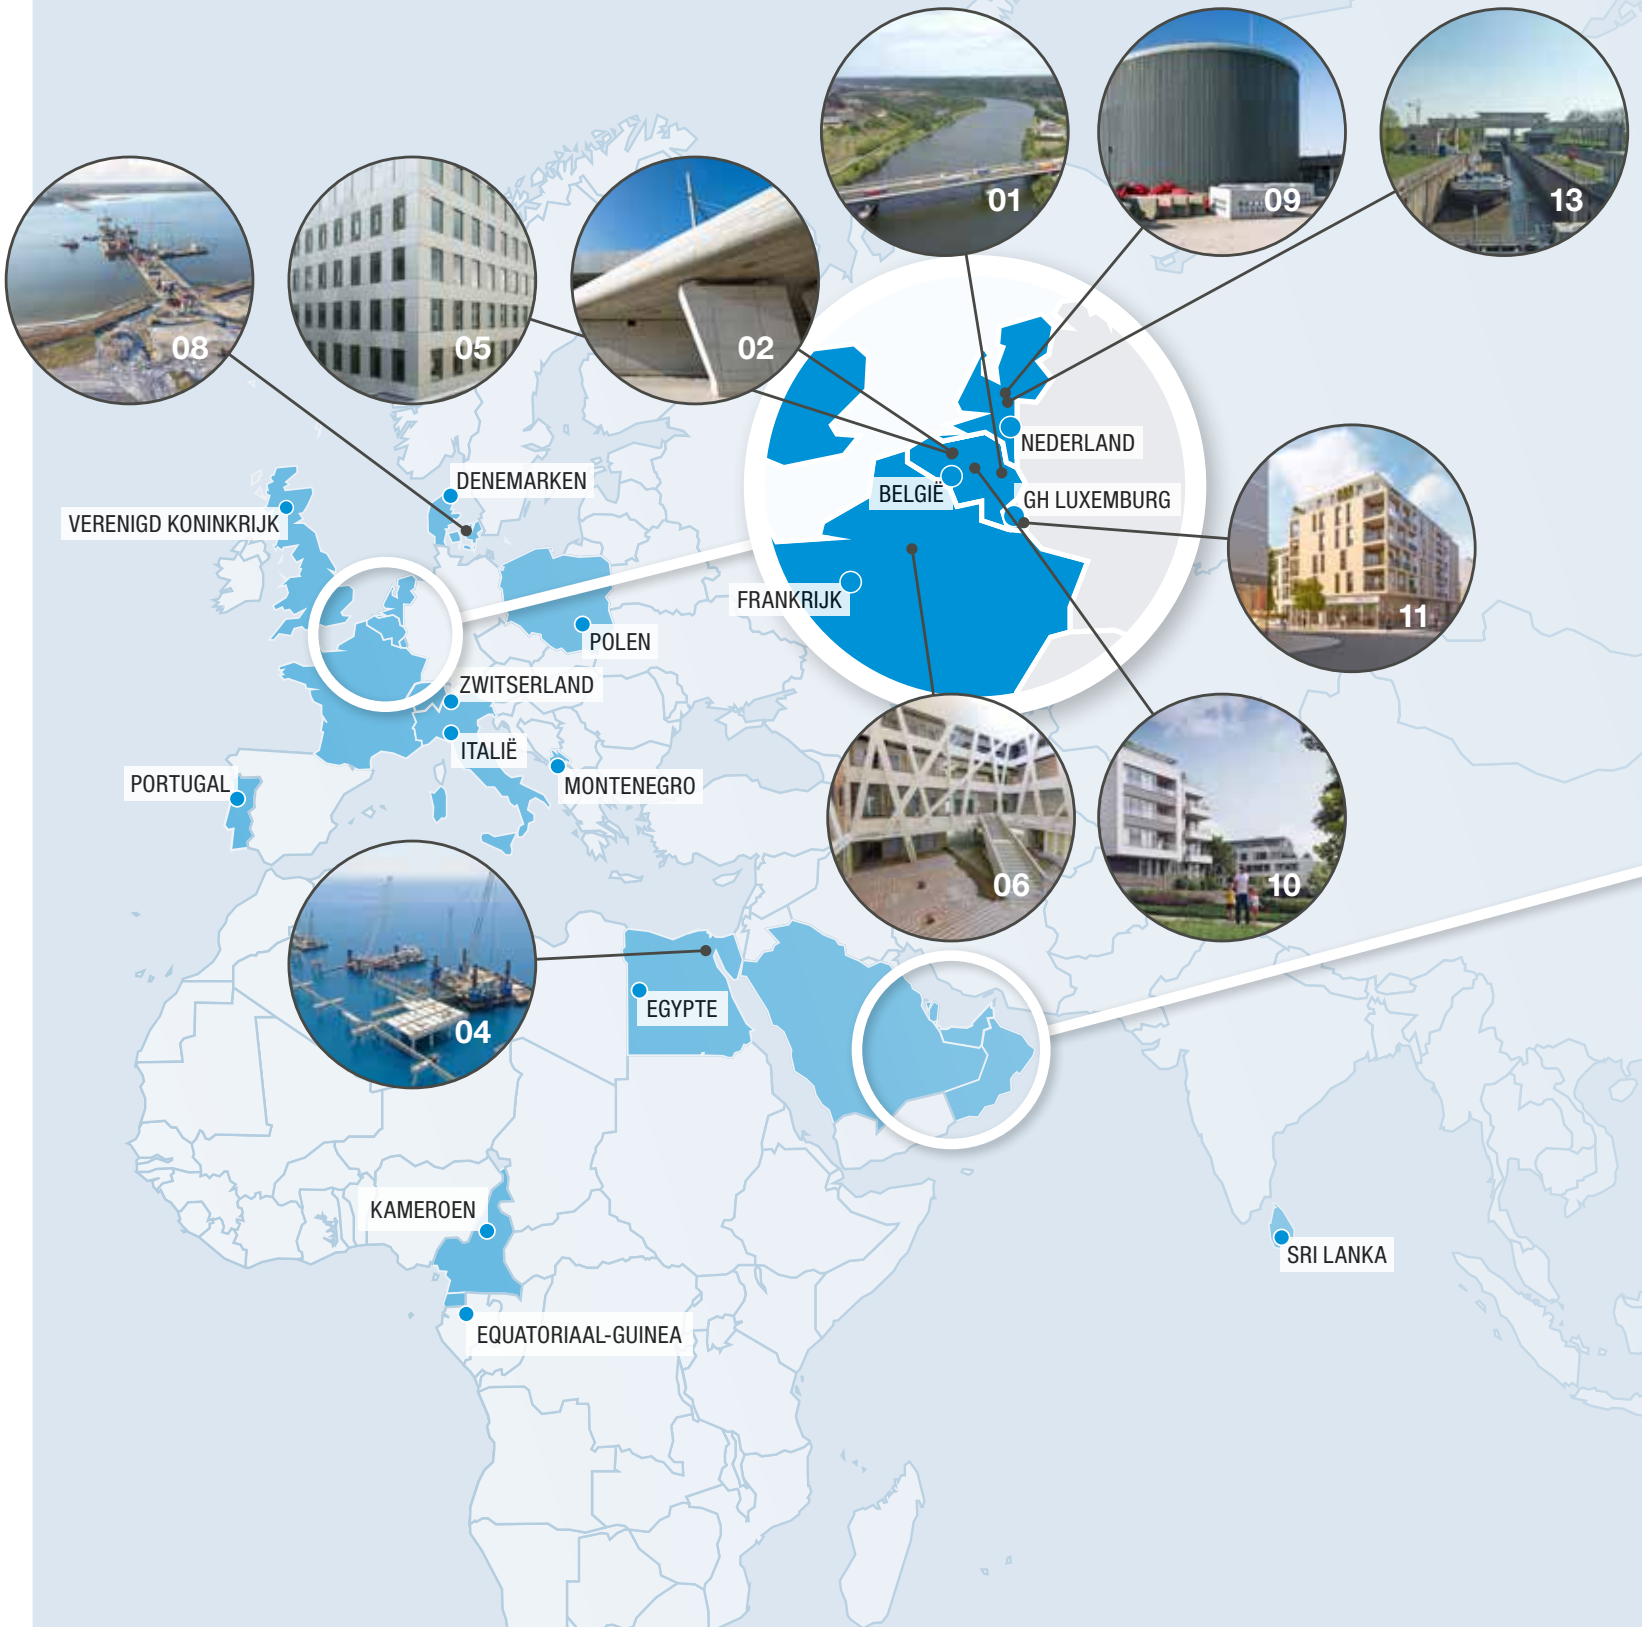 01
09
13
08
05
02
NEDERLAND
DENEMARKEN
BELGIË
GH LUXEMBURG
VERENIGD KONINKRIJK
FRANKRIJK
11
POLEN
ZWITSERLAND
ITALIË
PORTUGAL
MONTENEGRO
06
10
EGYPTE
04
KAMEROEN
SRI LANKA
EQUATORIAAL-GUINEA